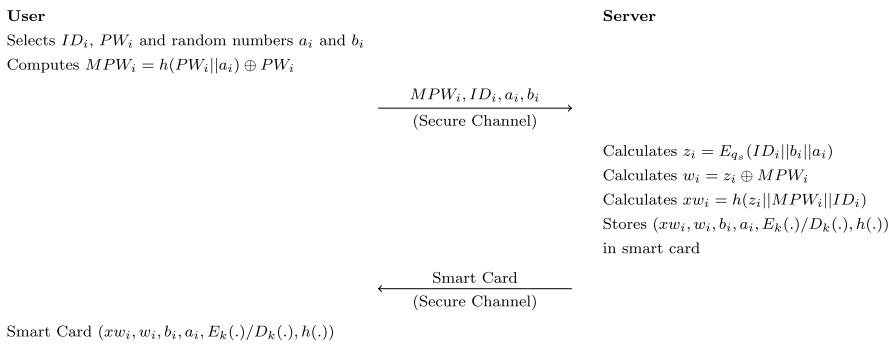 User
Server
Selects ID_i, PW_i and random numbers a_i and b_i
Computes MPW_i = h(PW_i||a_i) ⊕ PW_i
MPW_i, ID_i, a_i, b_i
(Secure Channel)
Calculates z_i = E_{q_s}(ID_i||b_i||a_i)
Calculates w_i = z_i ⊕ MPW_i
Calculates xw_i = h(z_i||MPW_i||ID_i)
Stores (xw_i, w_i, b_i, a_i, E_k(.)/D_k(.), h(.))
in smart card
Smart Card
(Secure Channel)
Smart Card (xw_i, w_i, b_i, a_i, E_k(.)/D_k(.), h(.))